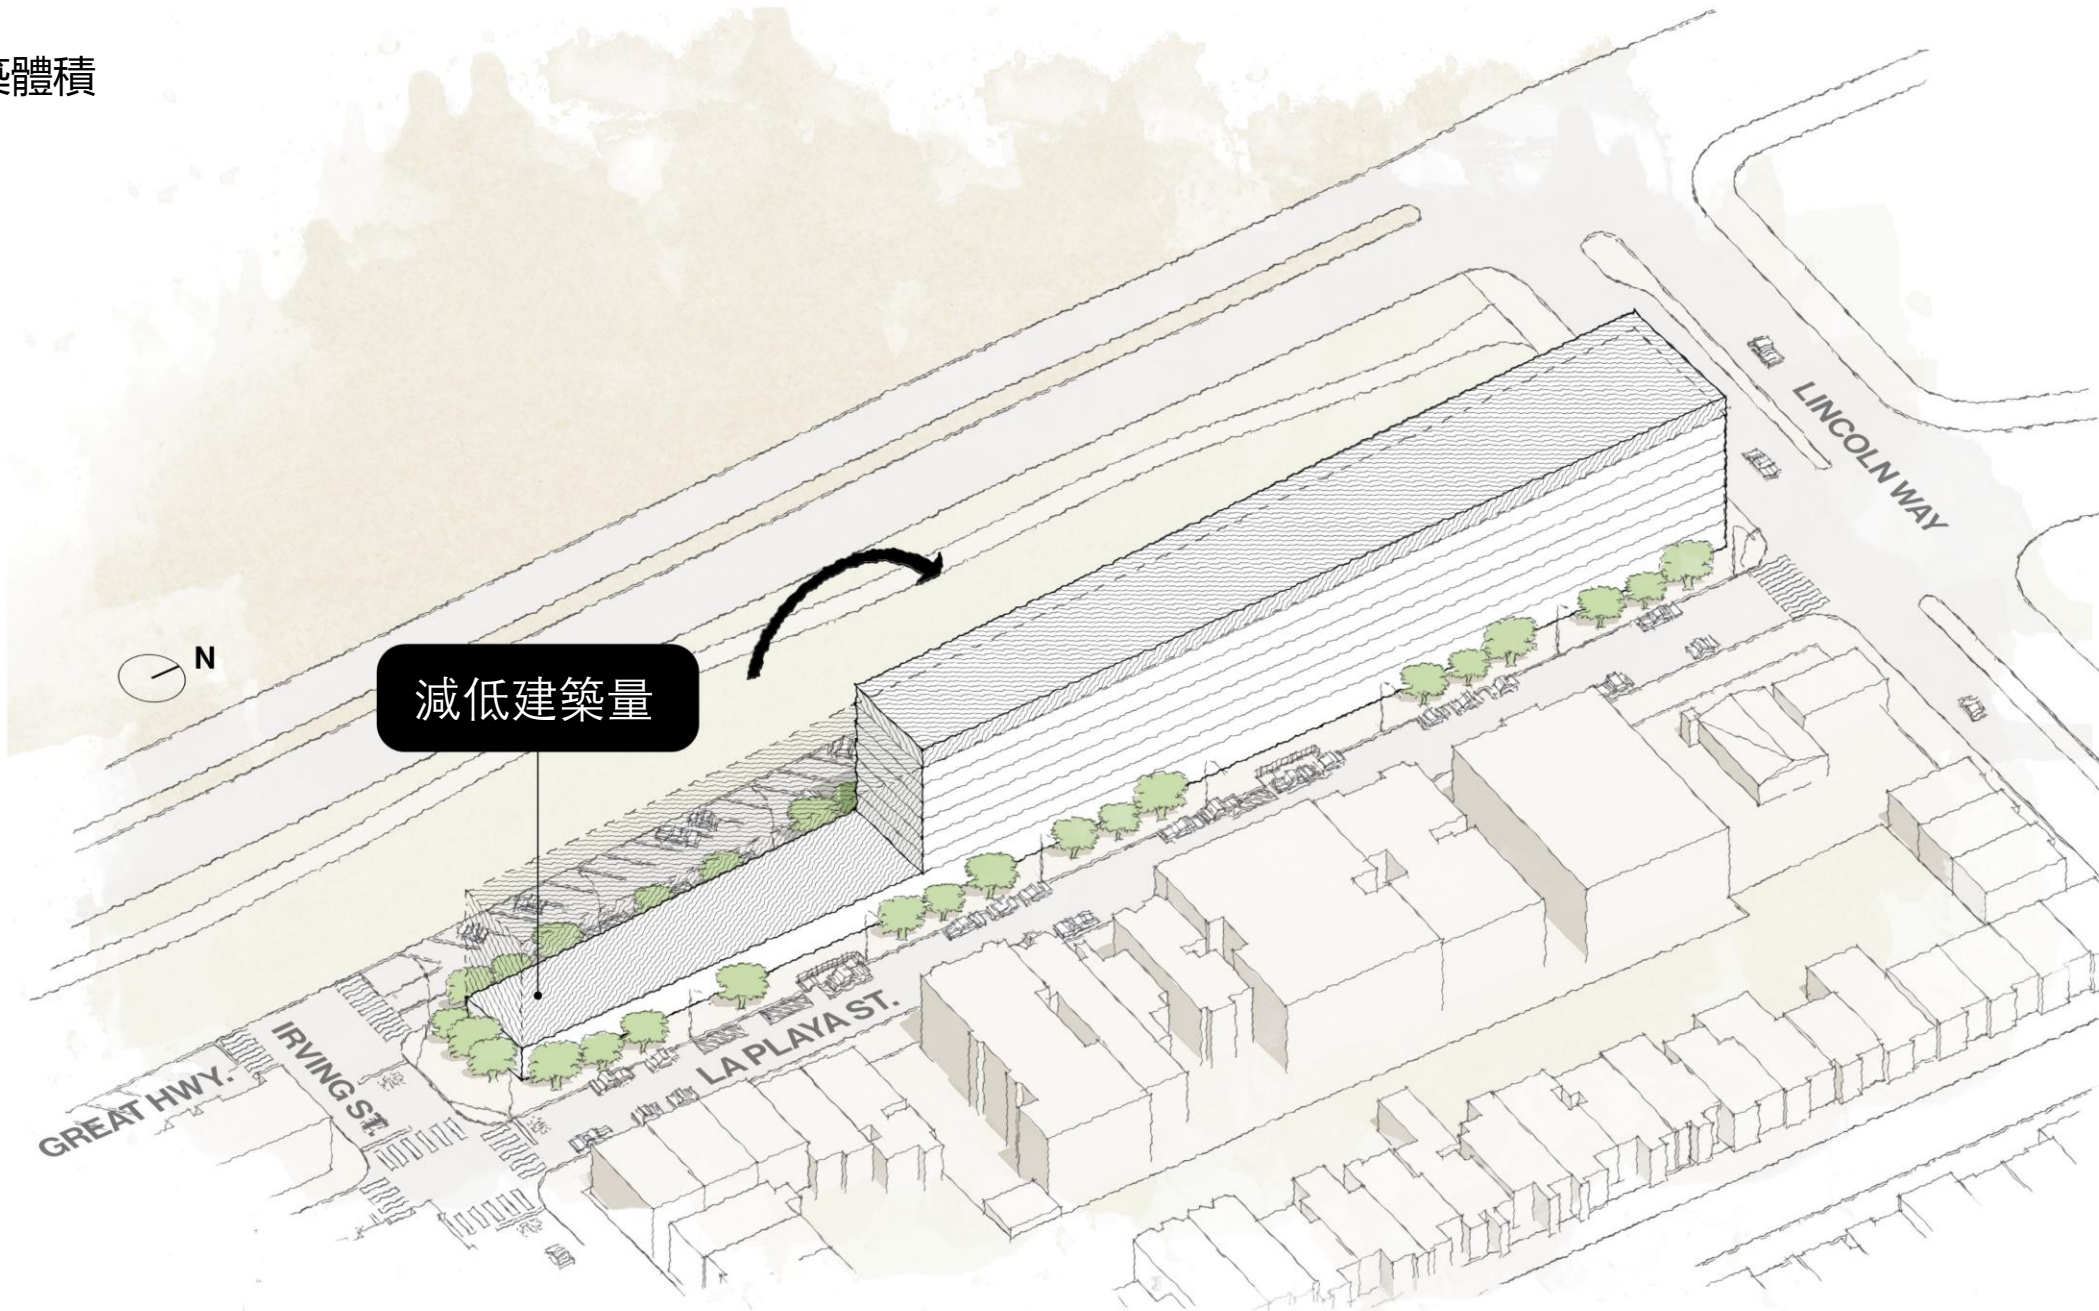 築體積
LINCOLN WAY
N
減低建築量
LA PLAYA ST.
IRVING ST.
GREAT HWY.